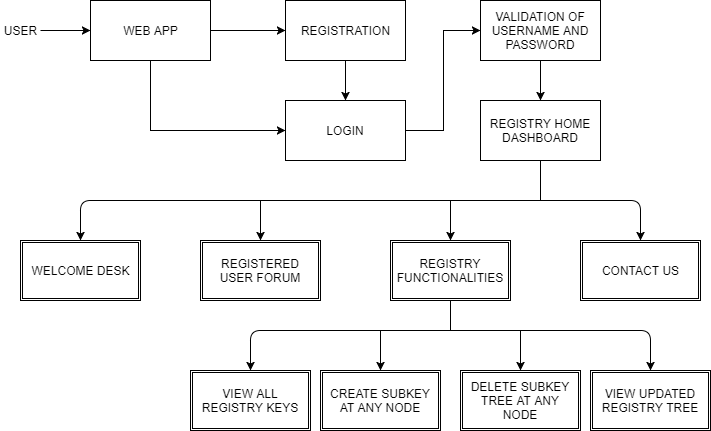 USER
WEB APP
REGISTRATION
VALIDATION OF
USERNAME AND
PASSWORD
LOGIN
REGISTRY HOME
DASHBOARD
WELCOME DESK
REGISTERED
USER FORUM
REGISTRY
FUNCTIONALITIES
CONTACT US
VIEW ALL
REGISTRY KEYS
CREATE SUBKEY
AT ANY NODE
DELETE SUBKEY
TREE AT ANY
NODE
VIEW UPDATED
REGISTRY TREE